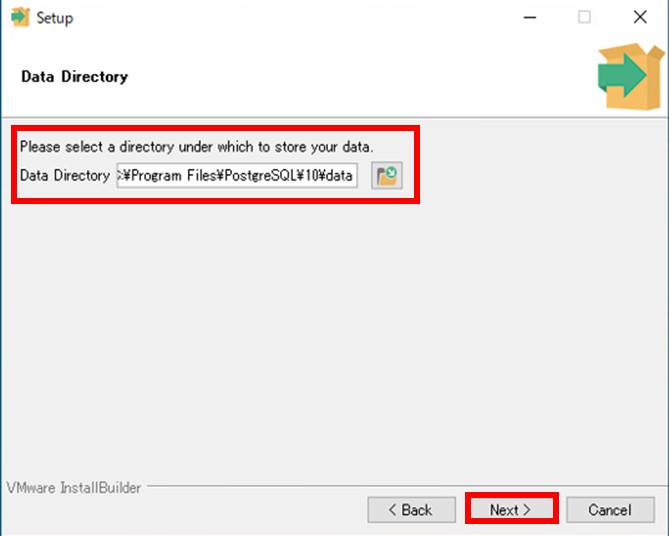 Setup
Data Directory
Please select a directory under which to store your data.
Data Directory :¥Program Files¥PostgreSQL¥10¥data
VMware InstallBuilder
< Back Next > Cancel